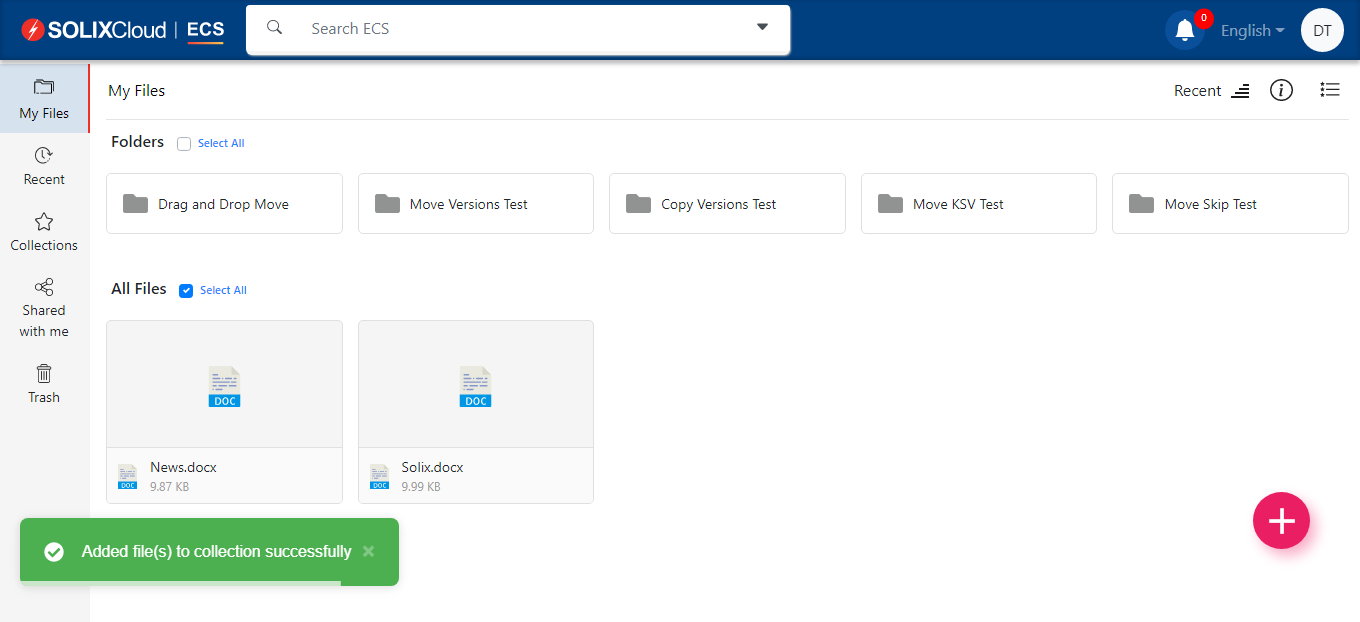 SOLIXCloud | ECS
Search ECS
0
English
DT
My Files
Recent
Collections
Shared
with me
Trash
My Files
Recent
Folders
Select All
Drag and Drop Move
Move Versions Test
Copy Versions Test
Move KSV Test
Move Skip Test
All Files
Select All
DOC
DOC
DOC
News.docx
9.87 KB
DOC
Solix.docx
9.99 KB
Added file(s) to collection successfully